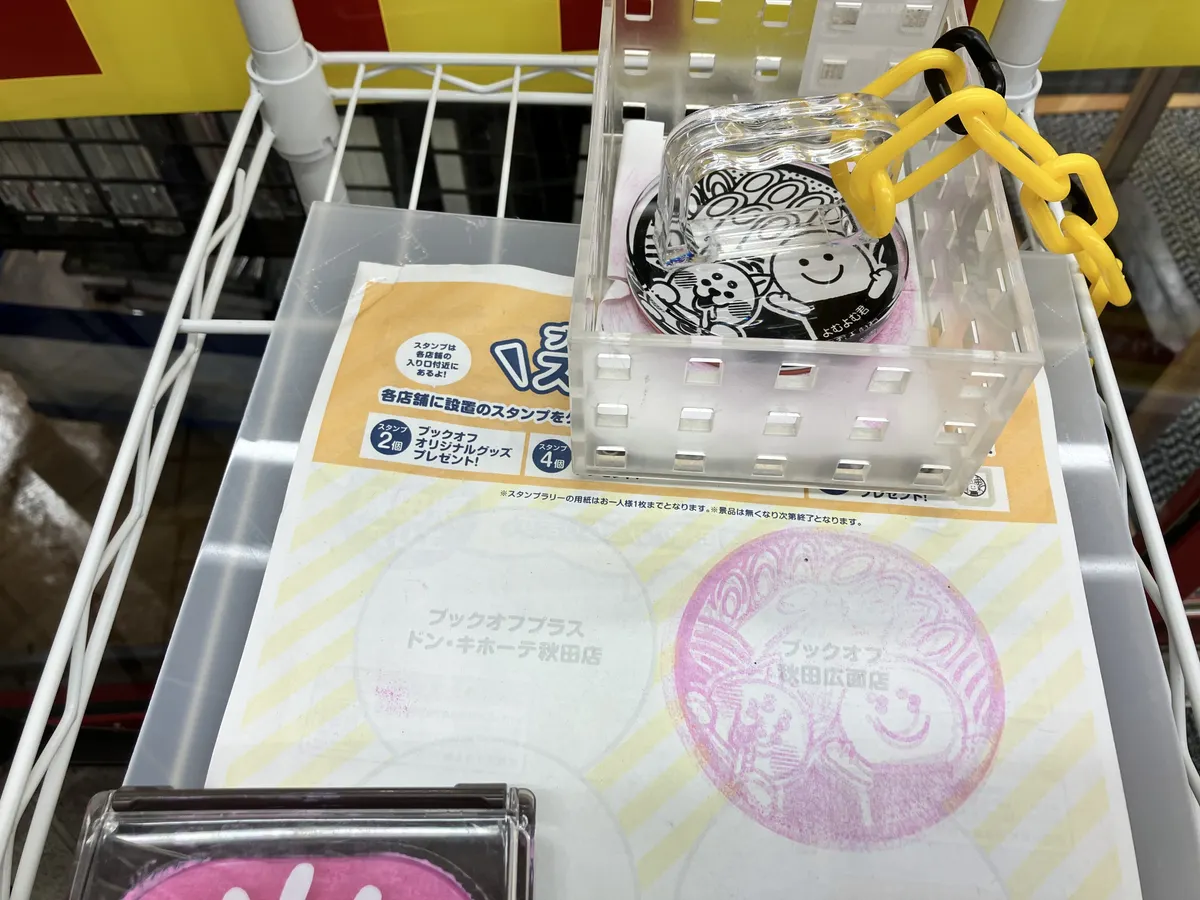 スタンプは
各店舗の
入り口付近に
あるよ!
各店舗に設置のスタンプを
スタンプ
2個
ブックオフ
オリジナルグッズ
プレゼント!
スタンプ
4個
プレゼント!
※スタンプラリーの用紙はお一人様1枚までとなります。※景品は無くなり次第終了となります。
よむよむ君
ブックオフプラス
ドン・キホーテ秋田店
ブックオフ
秋田広面店